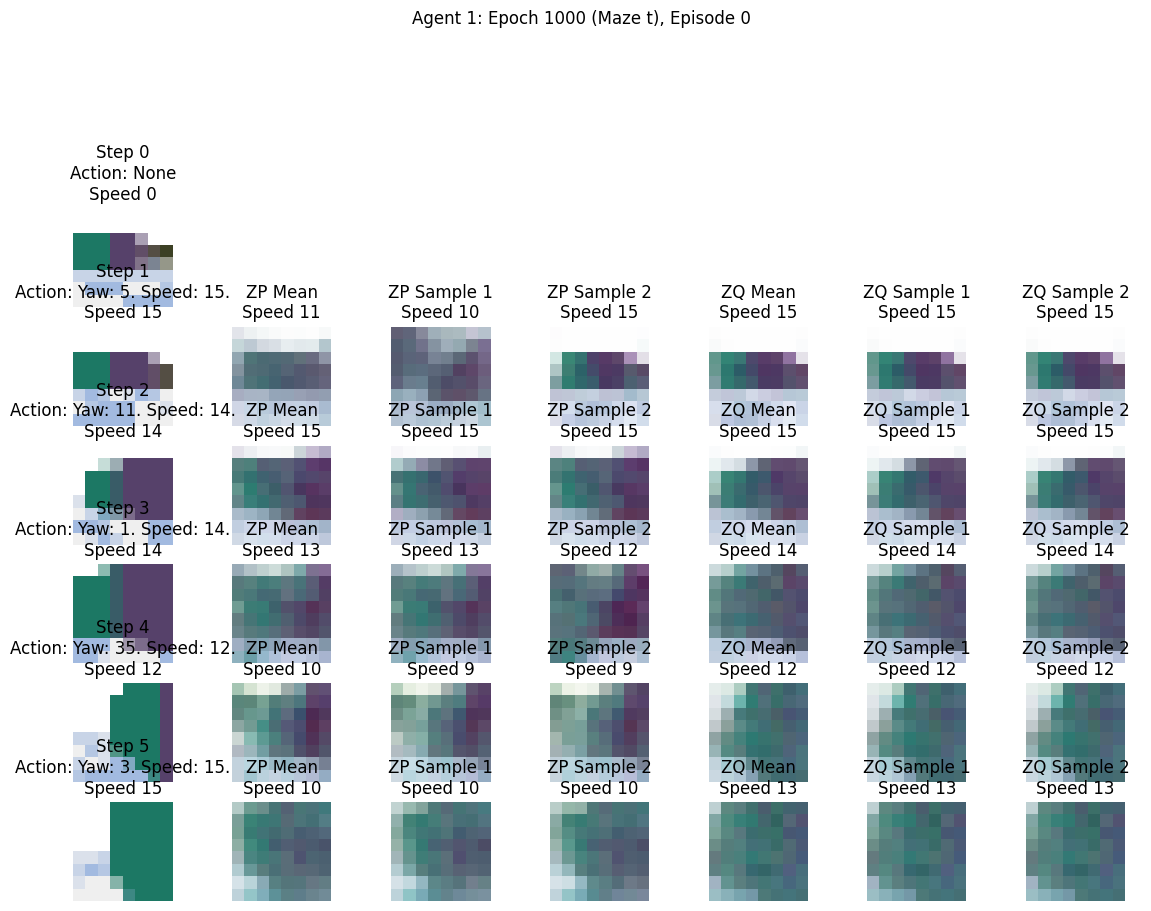 Agent 1: Epoch 1000 (Maze t), Episode 0
Step 0
Action: None
Speed 0
Step 1
Action: Yaw: 5. Speed: 15.
Speed 15
ZP Mean
Speed 11
ZP Sample 1
Speed 10
ZP Sample 2
Speed 15
ZQ Mean
Speed 15
ZQ Sample 1
Speed 15
ZQ Sample 2
Speed 15
Step 2
Action: Yaw: 11. Speed: 14.
Speed 14
ZP Mean
Speed 15
ZP Sample 1
Speed 15
ZP Sample 2
Speed 15
ZQ Mean
Speed 15
ZQ Sample 1
Speed 15
ZQ Sample 2
Speed 15
Step 3
Action: Yaw: 1. Speed: 14.
Speed 14
ZP Mean
Speed 13
ZP Sample 1
Speed 13
ZP Sample 2
Speed 12
ZQ Mean
Speed 14
ZQ Sample 1
Speed 14
ZQ Sample 2
Speed 14
Step 4
Action: Yaw: 35. Speed: 12.
Speed 12
ZP Mean
Speed 10
ZP Sample 1
Speed 9
ZP Sample 2
Speed 9
ZQ Mean
Speed 12
ZQ Sample 1
Speed 12
ZQ Sample 2
Speed 12
Step 5
Action: Yaw: 3. Speed: 15.
Speed 15
ZP Mean
Speed 10
ZP Sample 1
Speed 10
ZP Sample 2
Speed 10
ZQ Mean
Speed 13
ZQ Sample 1
Speed 13
ZQ Sample 2
Speed 13